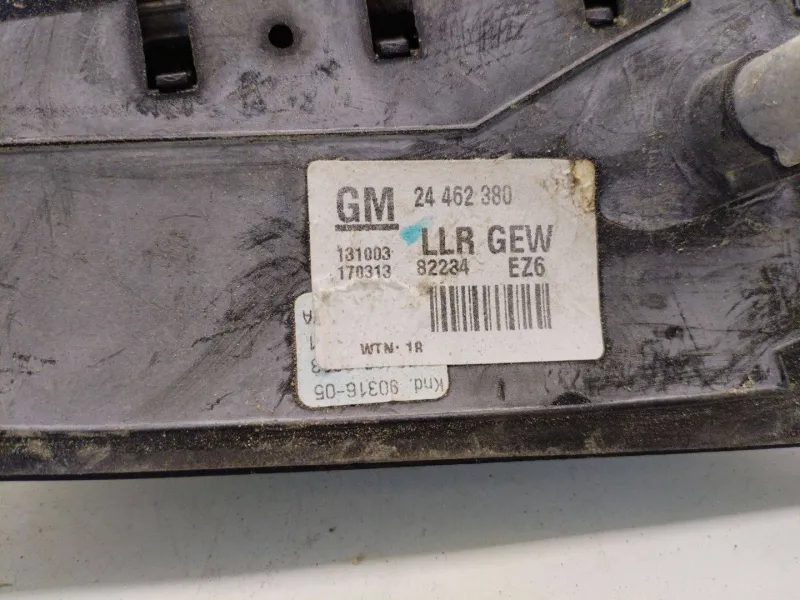 GM 24 462 380
131003 LLR GEW
170313 82234 EZ6
WTN: 18
Knd. 90316-05